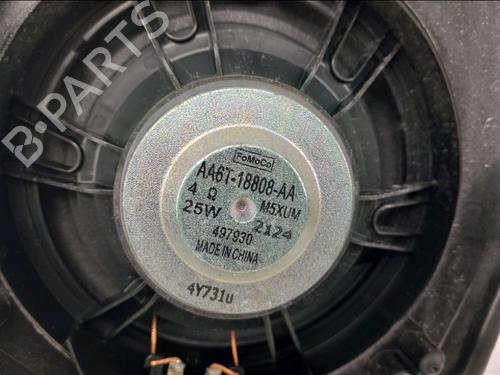 B-PARTS
FoMoCo
AA6T-18808-AA
4 Ω M5XUM
25W 2124
497930
MADE IN CHINA
4Y731u